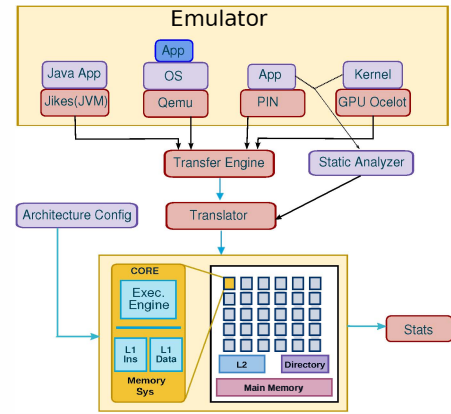 Emulator
App
Java App
OS
App
Kernel
Jikes(JVM)
Qemu
PIN
GPU Ocelot
Transfer Engine
Static Analyzer
Architecture Config
Translator
CORE
Exec.
Engine
L1
Ins
L1
Data
Memory
Sys
L2
Directory
Main Memory
Stats